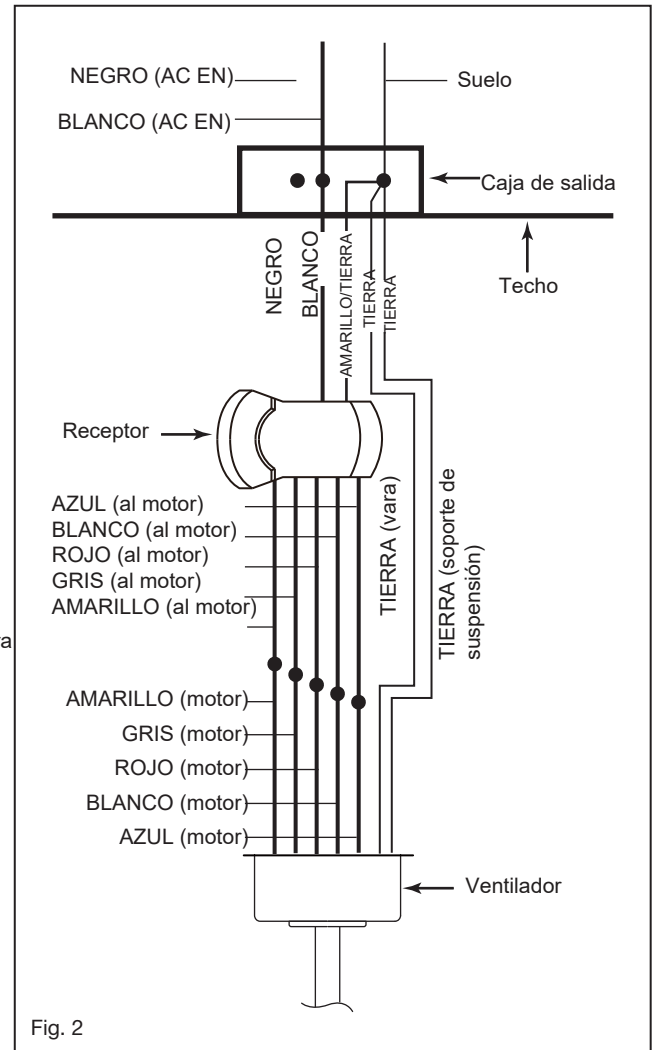 NEGRO (AC EN)
Suelo
BLANCO (AC EN)
Caja de salida
NEGRO
BLANCO
AMARILLO/TIERRA
TIERRA
TIERRA
Techo
Receptor
AZUL (al motor)
BLANCO (al motor)
ROJO (al motor)
GRIS (al motor)
AMARILLO (al motor)
TIERRA (vara)
TIERRA (soporte de
suspensión)
ra
AMARILLO (motor)
GRIS (motor)
ROJO (motor)
BLANCO (motor)
AZUL (motor)
Ventilador
Fig. 2